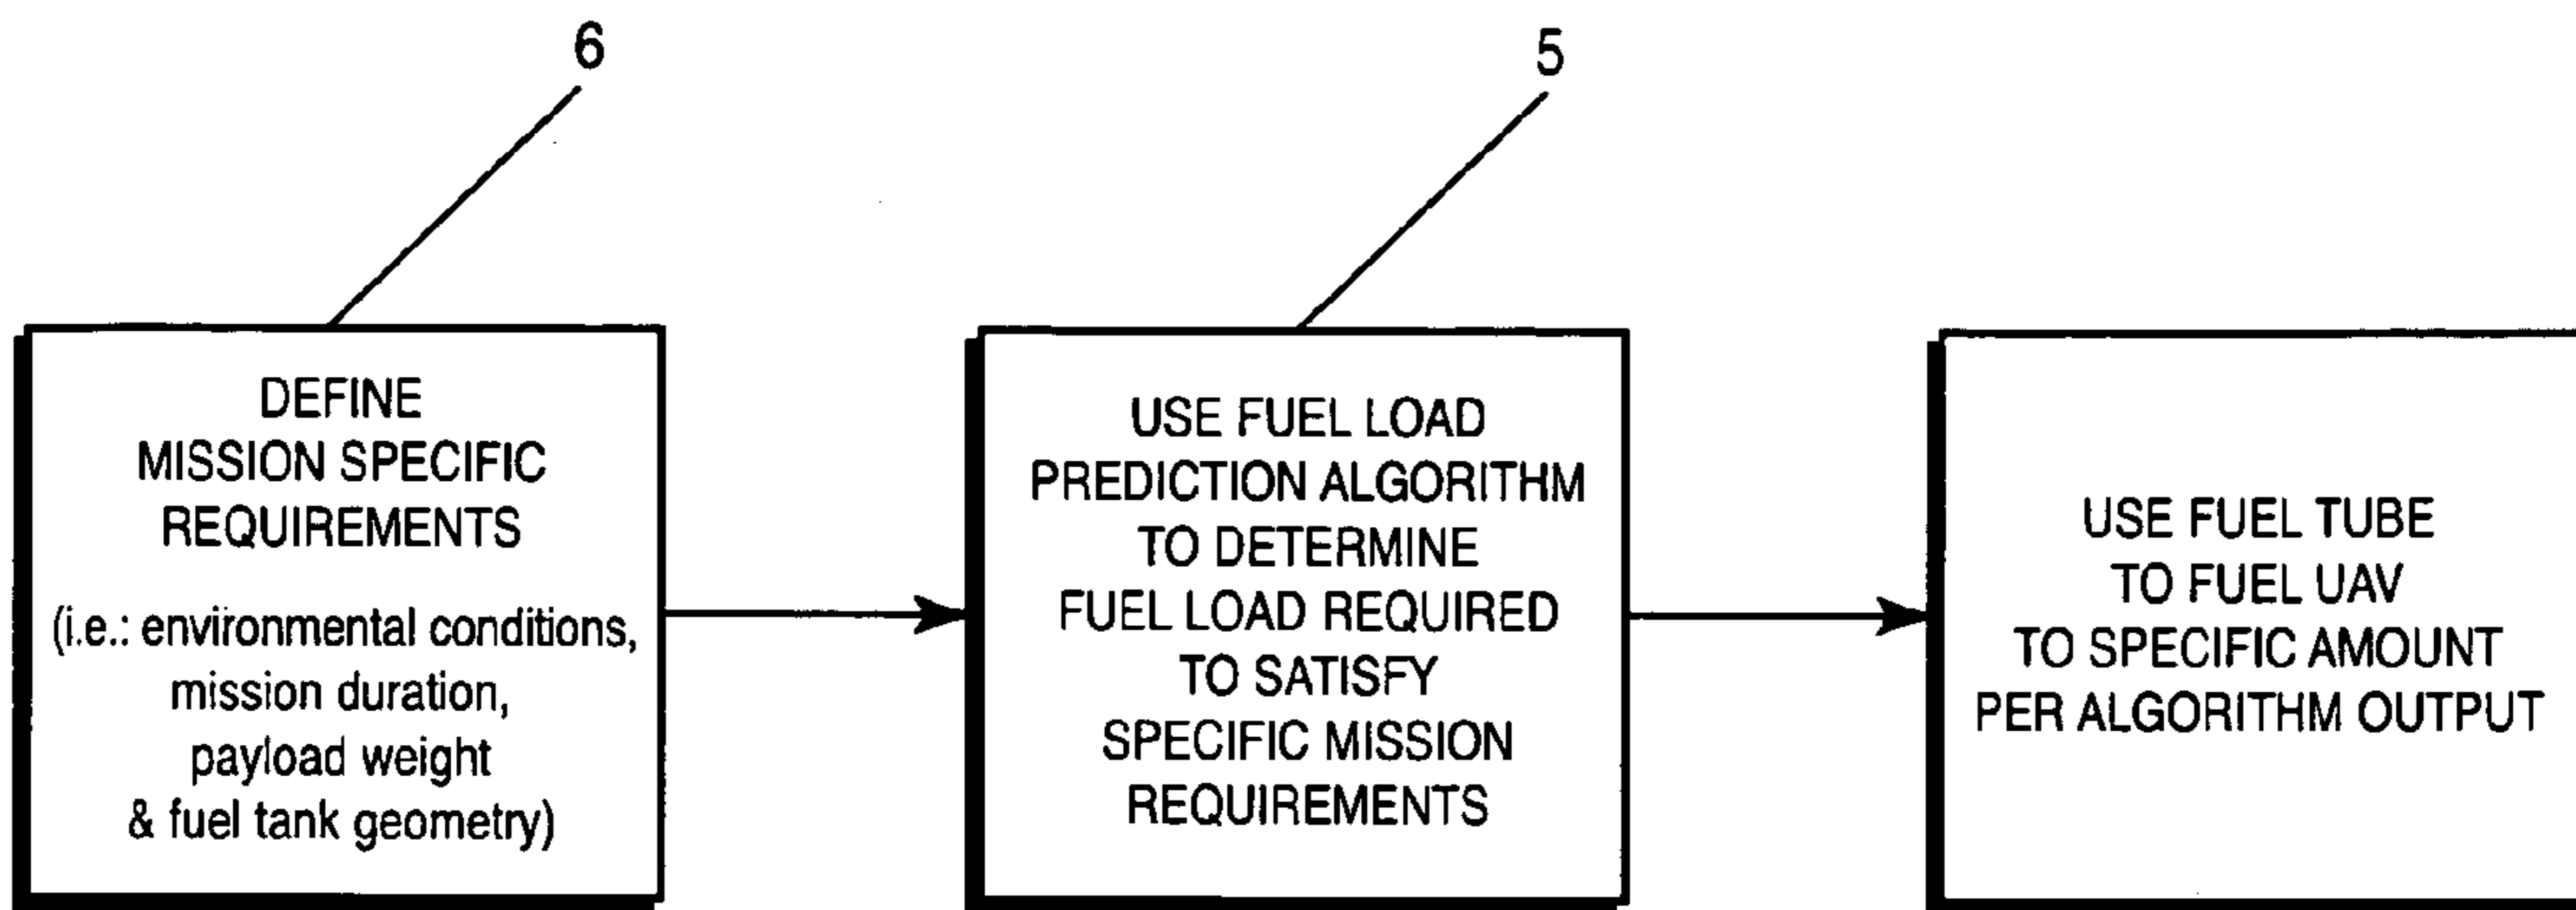 6
5
DEFINE
MISSION SPECIFIC
REQUIREMENTS
(i.e.: environmental conditions,
mission duration,
payload weight
& fuel tank geometry)
USE FUEL LOAD
PREDICTION ALGORITHM
TO DETERMINE
FUEL LOAD REQUIRED
TO SATISFY
SPECIFIC MISSION
REQUIREMENTS
USE FUEL TUBE
TO FUEL UAV
TO SPECIFIC AMOUNT
PER ALGORITHM OUTPUT